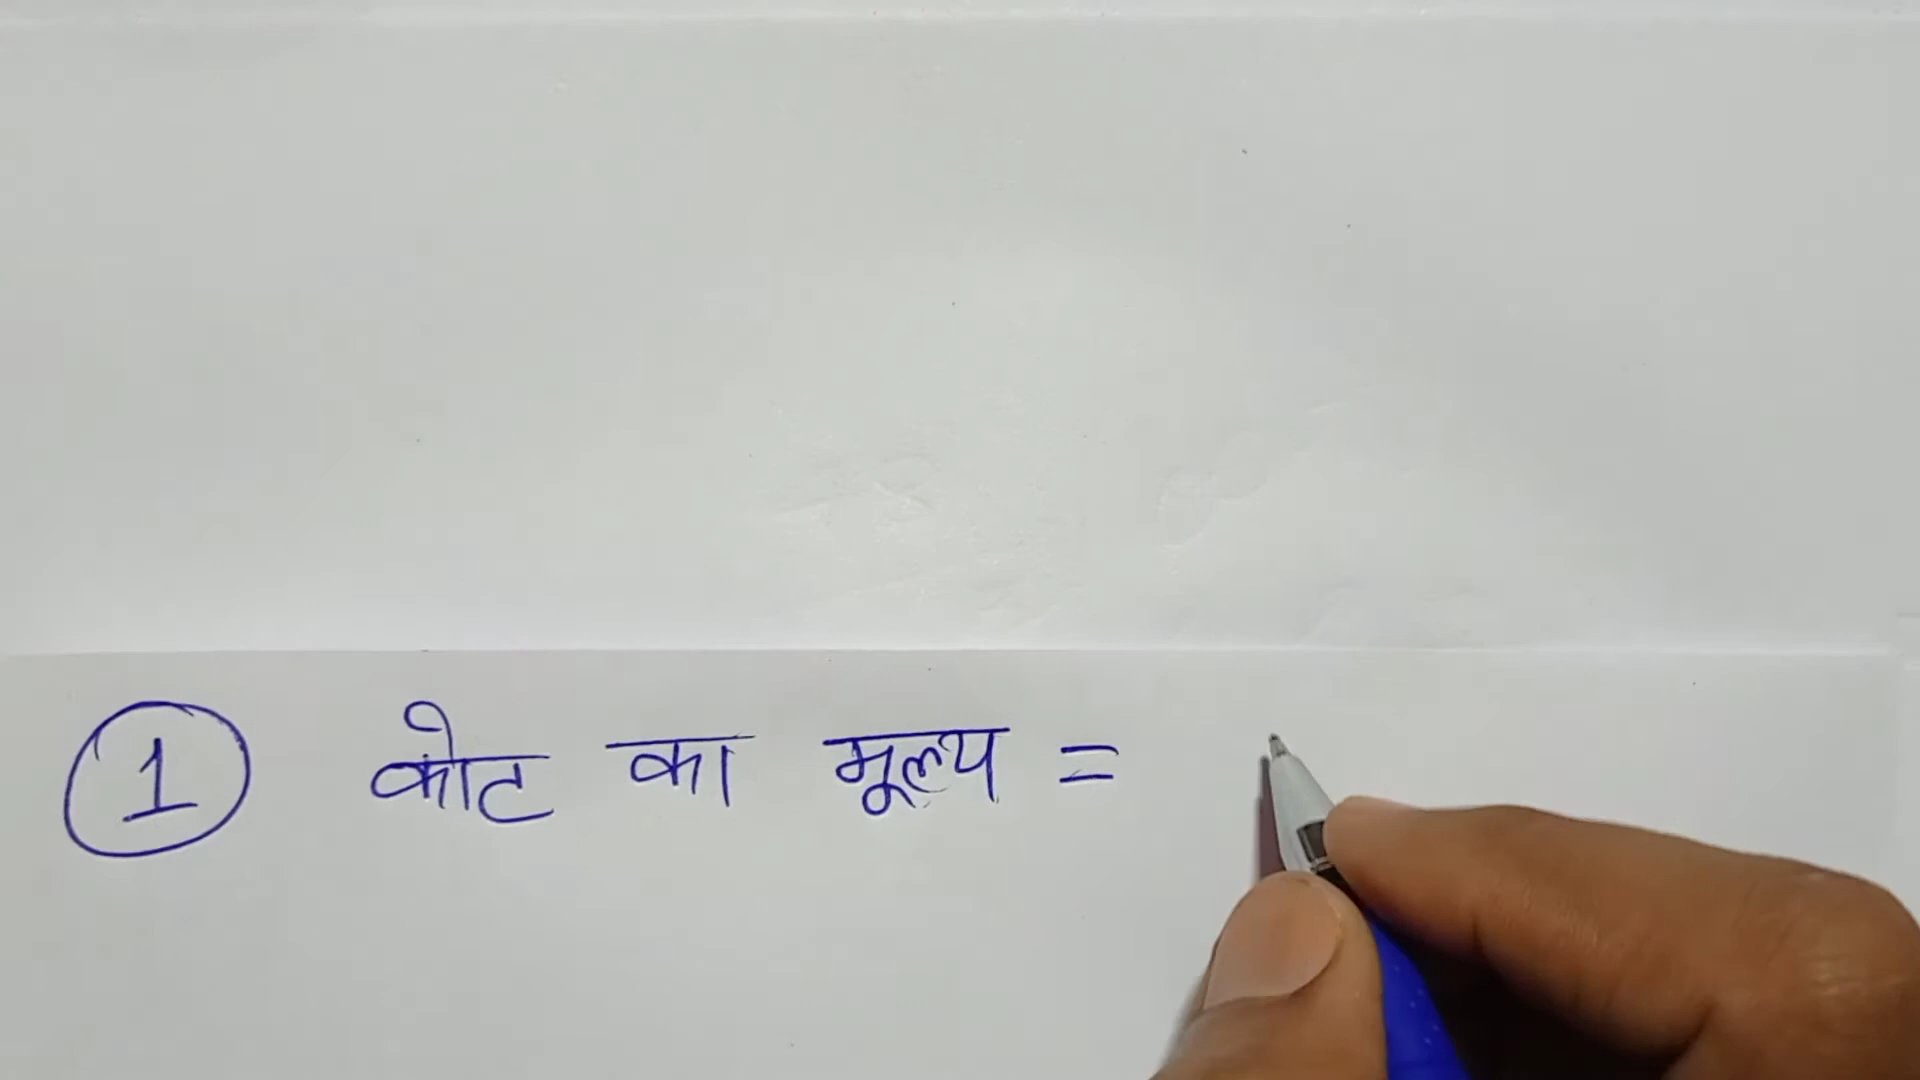 1 कोट का मूल्य =